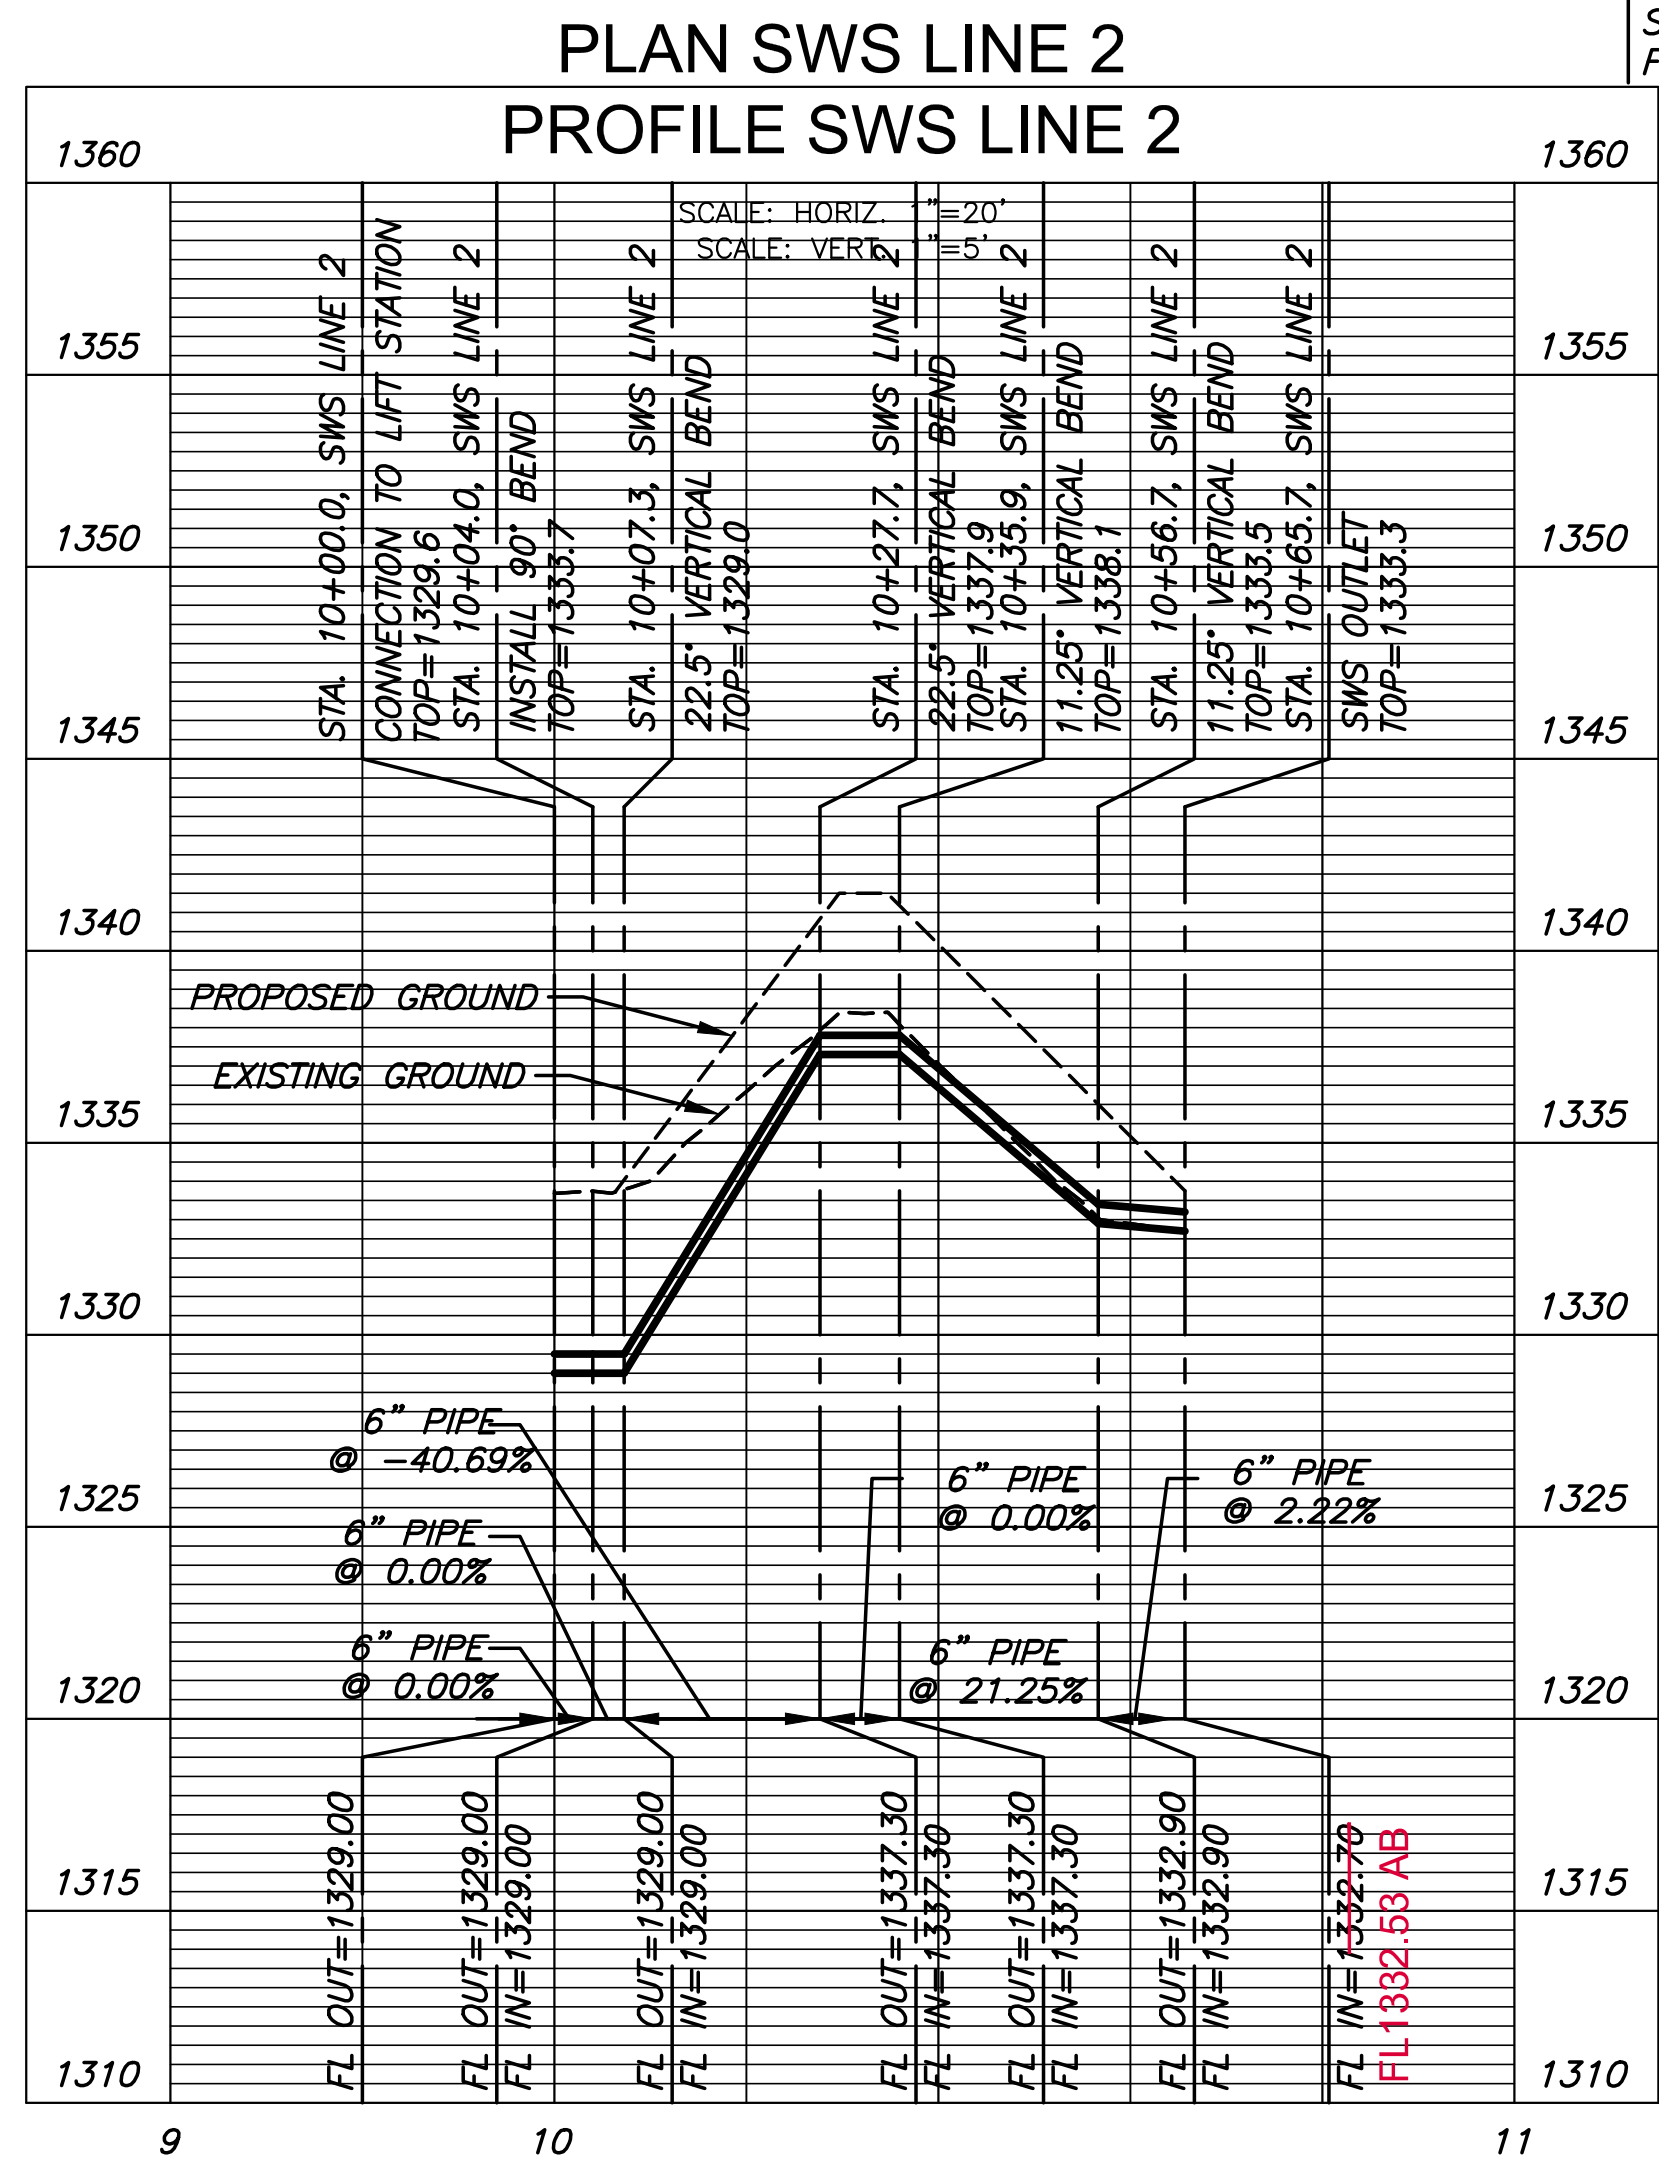 PLAN SWS LINE 2
S
F
PROFILE SWS LINE 2
SCALE: HORIZ. 1"=20'
SCALE: VERT. 1"=5'
1360
1360
1355
1355
1350
1350
1345
1345
1340
1340
1335
1335
1330
1330
1325
1325
1320
1320
1315
1315
1310
1310
STA. 10+00.0, SWS LINE 2
CONNECTION TO LIFT STATION
TOP=1329.6
STA. 10+04.0, SWS LINE 2
INSTALL 90° BEND
TOP=1333.7
STA. 10+07.3, SWS LINE 2
22.5° VERTICAL BEND
TOP=1329.0
STA. 10+27.7, SWS LINE 2
22.5° VERTICAL BEND
TOP=1337.9
STA. 10+35.9, SWS LINE 2
11.25° VERTICAL BEND
TOP=1338.1
STA. 10+56.7, SWS LINE 2
11.25° VERTICAL BEND
TOP=1333.5
STA. 10+65.7, SWS LINE 2
SWS OUTLET
TOP=1333.3
PROPOSED GROUND
EXISTING GROUND
6" PIPE
@ -40.69%
6" PIPE
@ 0.00%
6" PIPE
@ 0.00%
6" PIPE
@ 0.00%
6" PIPE
@ 21.25%
6" PIPE
@ 2.22%
FL OUT=1329.00
FL OUT=1329.00
FL IN=1329.00
FL OUT=1329.00
FL IN=1329.00
FL OUT=1337.30
FL IN=1337.30
FL OUT=1337.30
FL IN=1337.30
FL OUT=1332.90
FL IN=1332.90
FL IN=1332.70
FL1332.53 AB
9
10
11